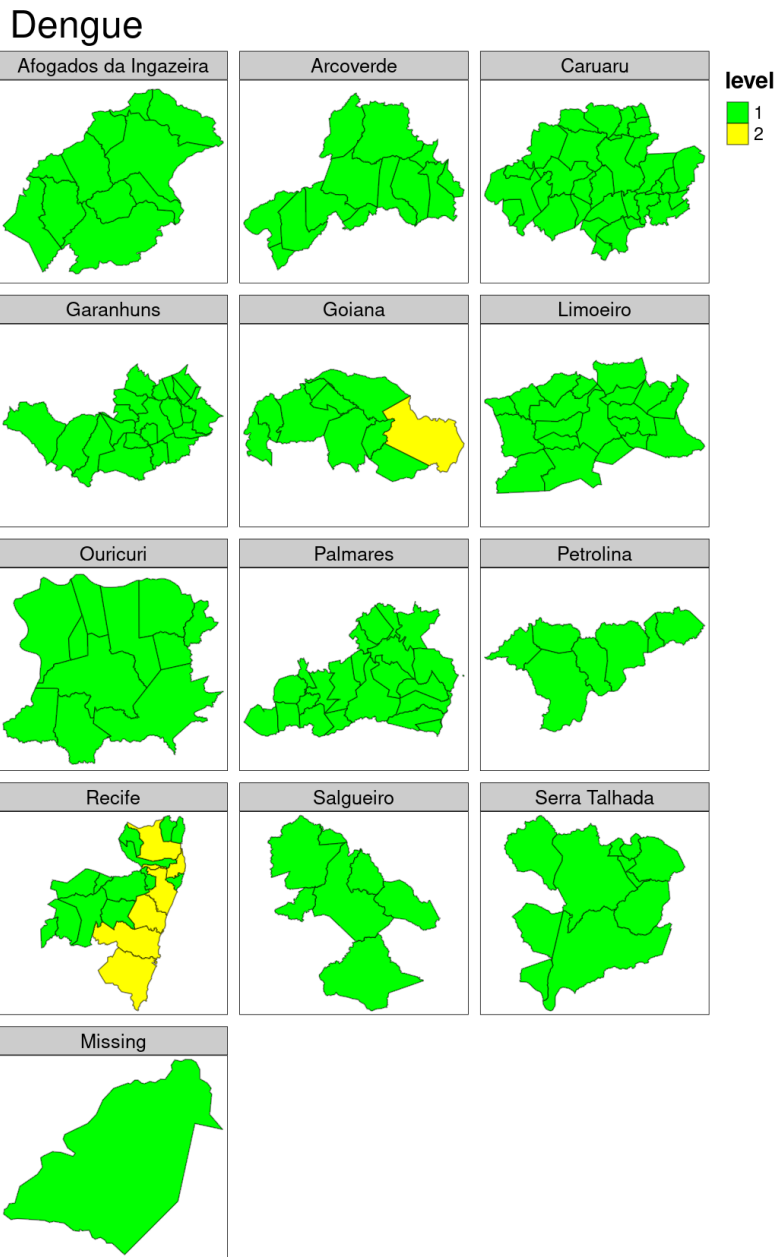 Dengue
Afogados da Ingazeira
Arcoverde
Caruaru
level
1
2
Garanhuns
Goiana
Limoeiro
Ouricuri
Palmares
Petrolina
Recife
Salgueiro
Serra Talhada
Missing